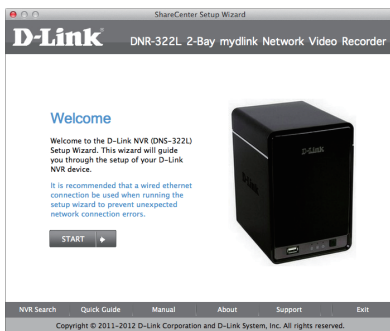 ShareCenter Setup Wizard
D-Link DNR-322L 2-Bay mydlink Network Video Recorder
Welcome
Welcome to the D-Link NVR (DNS-322L)
Setup Wizard. This wizard will guide
you through the setup of your D-Link
NVR device.
It is recommended that a wired ethernet
connection be used when running the
setup wizard to prevent unexpected
network connection errors.
START
D-Link
D-Link
NVR Search Quick Guide Manual About Support Exit
Copyright © 2011-2012 D-Link Corporation and D-Link System, Inc. All rights reserved.